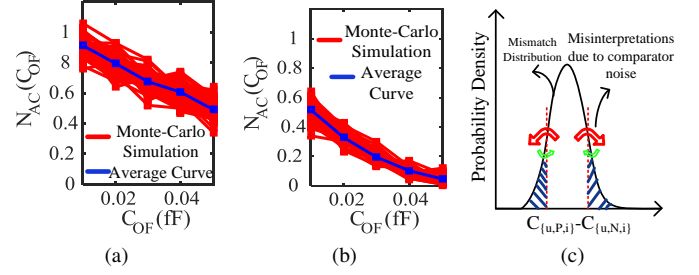 N_AC(C_OF)
1
0.8
0.6
0.4
0.2
0
Monte-Carlo
Simulation
Average Curve
0.02
0.04
C_OF(fF)
(a)
N_AC(C_OF)
1
0.8
0.6
0.4
0.2
0
Monte-Carlo
Simulation
Average
Curve
0.02
0.04
C_OF(fF)
(b)
Probability Density
Mismatch
Distribution
Misinterpretations
due to comparator
noise
C{u,P,i}-C{u,N,i}
(c)